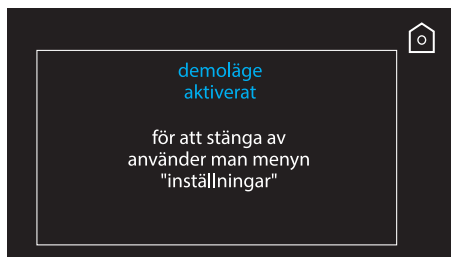 demoläge
aktiverat
för att stänga av
använder man menyn
"inställningar"